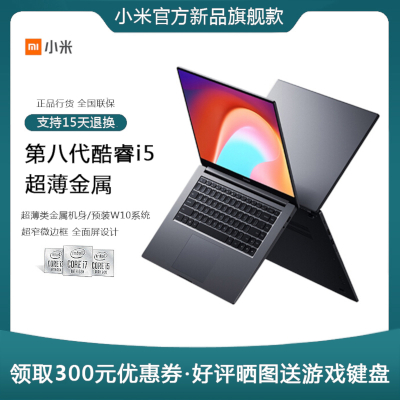 小米官方新品旗舰款
小米
正品行货 全国联保
支持15天退换
第八代酷睿i5
超薄金属
超薄类金属机身/预装W10系统
超窄微边框 全面屏设计
CORE i7
CORE i5
领取300元优惠券·好评晒图送游戏键盘